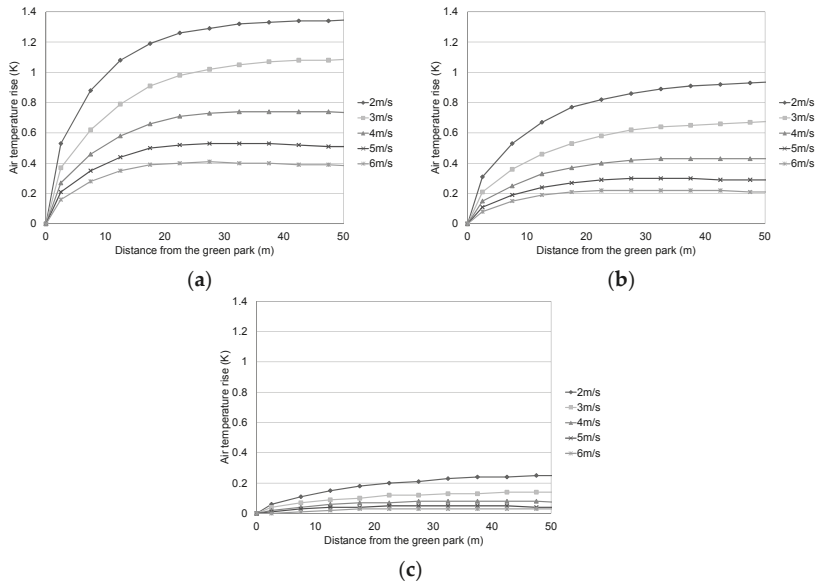 1.4
1.2
1
0.8
0.6
0.4
0.2
0
Air temperature rise (K)
0 10 20 30 40 50
Distance from the green park (m)
2m/s
3m/s
4m/s
5m/s
6m/s
(a)
1.4
1.2
1
0.8
0.6
0.4
0.2
0
Air temperature rise (K)
0 10 20 30 40 50
Distance from the green park (m)
2m/s
3m/s
4m/s
5m/s
6m/s
(b)
1.4
1.2
1
0.8
0.6
0.4
0.2
0
Air temperature rise (K)
0 10 20 30 40 50
Distance from the green park (m)
2m/s
3m/s
4m/s
5m/s
6m/s
(c)